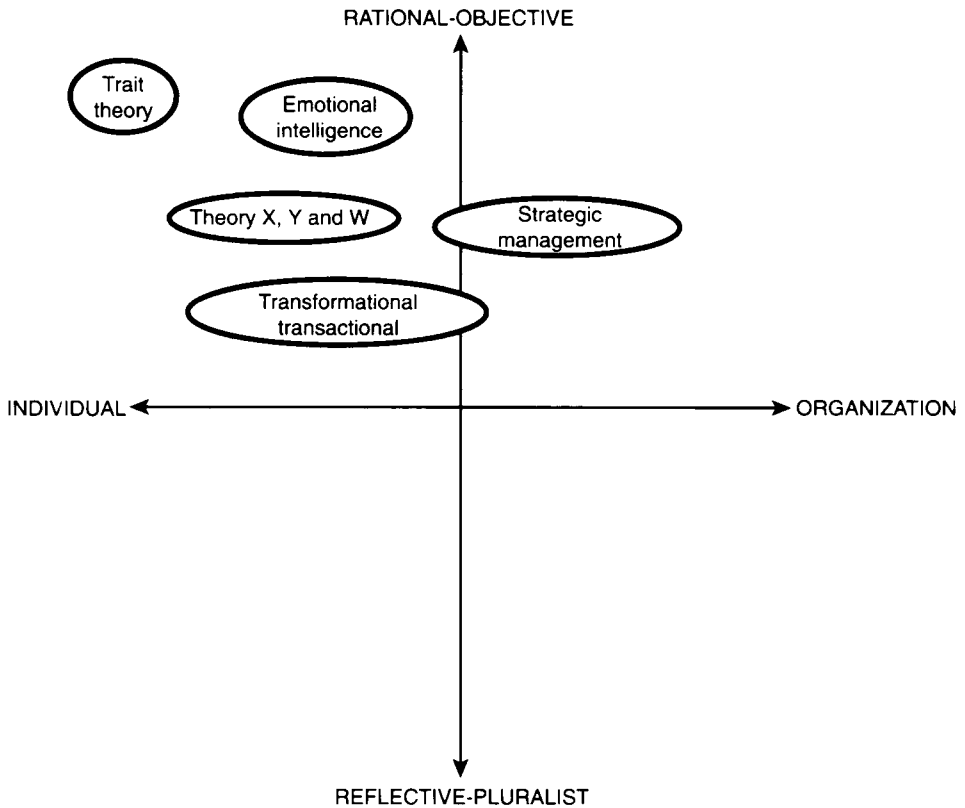 RATIONAL-OBJECTIVE
Trait
theory
Emotional
intelligence
Theory X, Y and W
Strategic
management
Transformational
transactional
INDIVIDUAL
ORGANIZATION
REFLECTIVE-PLURALIST